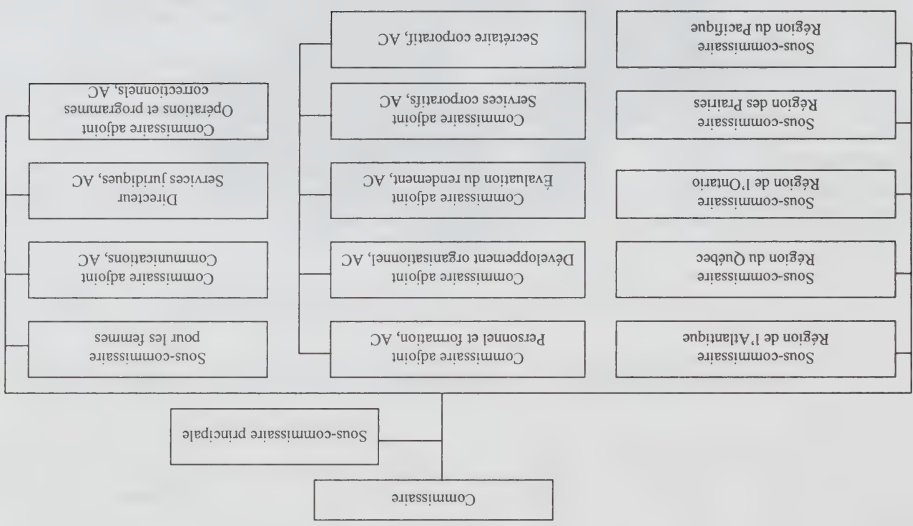 Commissaire
Sous-commissaire principale
Sous-commissaire
pour les femmes
Commissaire adjoint
Communications, AC
Directeur
Services juridiques, AC
Commissaire adjoint
Opérations et programmes
correctionnels, AC
Commissaire adjoint
Personnel et formation, AC
Commissaire adjoint
Développement organisationnel, AC
Commissaire adjoint
Évaluation du rendement, AC
Commissaire adjoint
Services corporatifs, AC
Secrétaire corporatif, AC
Sous-commissaire
Région de l'Atlantique
Sous-commissaire
Région du Québec
Sous-commissaire
Région de l'Ontario
Sous-commissaire
Région des Prairies
Sous-commissaire
Région du Pacifique